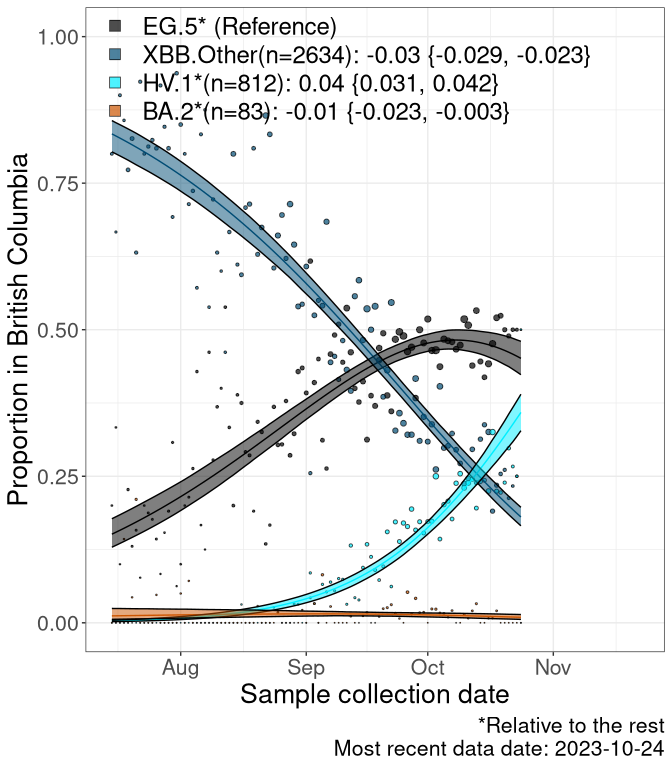 EG.5* (Reference)
XBB.Other(n=2634): -0.03 {-0.029, -0.023}
HV.1*(n=812): 0.04 {0.031, 0.042}
BA.2*(n=83): -0.01 {-0.023, -0.003}
1.00
0.75
0.50
0.25
0.00
Proportion in British Columbia
Aug Sep Oct Nov
Sample collection date
*Relative to the rest
Most recent data date: 2023-10-24